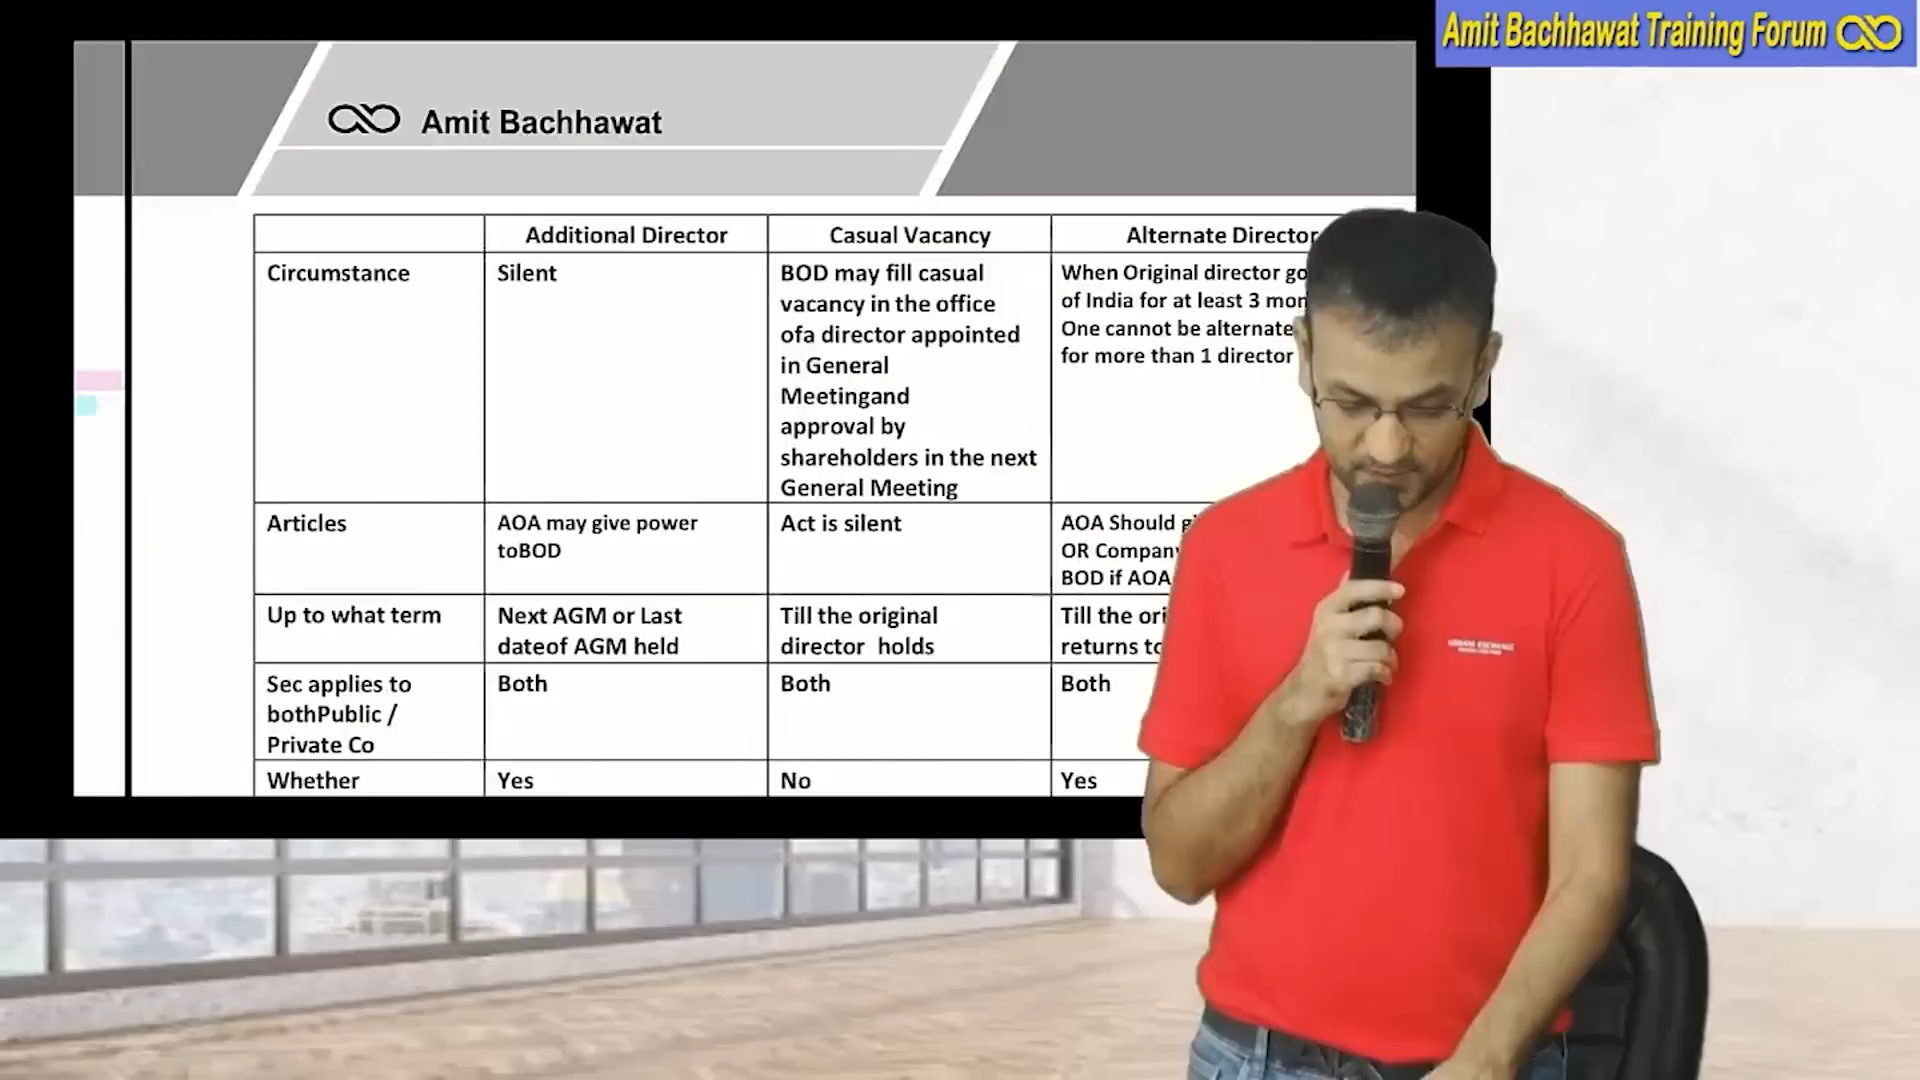 Amit Bachhawat Training Forum
Amit Bachhawat
Additional Director
Casual Vacancy
Alternate Director
Circumstance
Silent
BOD may fill casual
vacancy in the office
ofa director appointed
in General
Meetingand
approval by
shareholders in the next
General Meeting
When Original director
of India for at least 3
One cannot be alternate
for more than 1 director
Articles
AOA may give power
toBOD
Act is silent
AOA Should
OR Company
BOD if AOA
Up to what term
Next AGM or Last
dateof AGM held
Till the original
director holds
Till the
returns
Sec applies to
bothPublic /
Private Co
Both
Both
Both
Whether
Yes
No
Yes